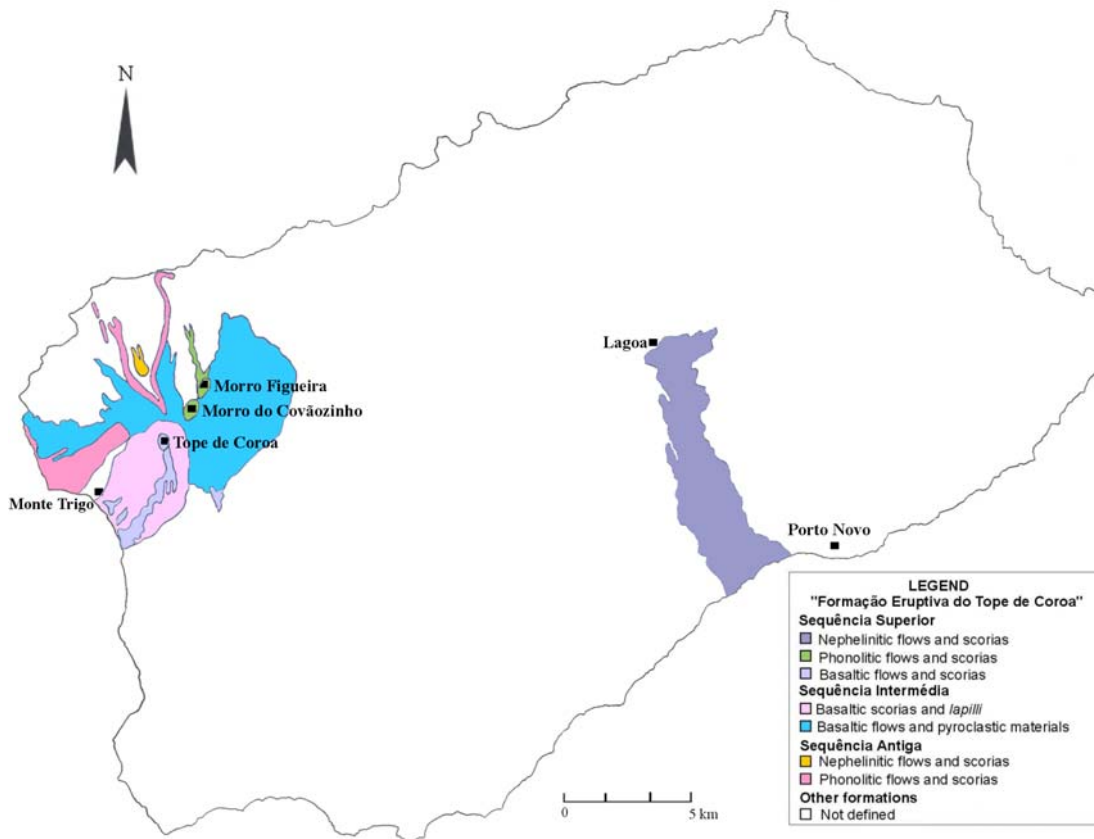 N
Lagoa
Morro Figueira
Morro do Covãozinho
Tope de Coroa
Monte Trigo
Porto Novo
LEGEND
"Formação Eruptiva do Tope de Coroa"
Sequência Superior
Nephelinitic flows and scorias
Phonolitic flows and scorias
Basaltic flows and scorias
Sequência Intermédia
Basaltic scorias and lapilli
Basaltic flows and pyroclastic materials
Sequência Antiga
Nephelinitic flows and scorias
Phonolitic flows and scorias
Other formations
Not defined
0 5 km